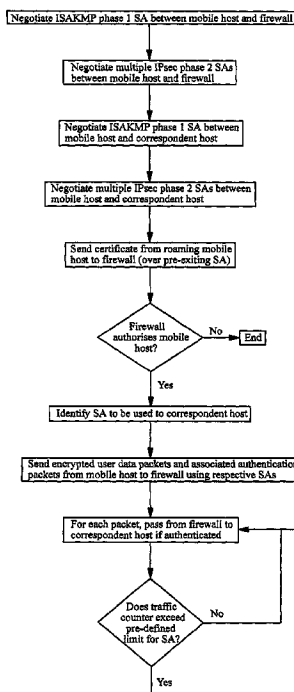 Negotiate ISAKMP phase 1 SA between mobile host and firewall
Negotiate multiple IPsec phase 2 SAs
between mobile host and firewall
Negotiate ISAKMP phase 1 SA between
mobile host and correspondent host
Negotiate multiple IPsec phase 2 SAs between
mobile host and correspondent host
Send certificate from roaming mobile
host to firewall (over pre-exiting SA)
Firewall
authorises mobile
host?
No
End
Yes
Identify SA to be used to correspondent host
Send encrypted user data packets and associated authentication
packets from mobile host to firewall using respective SAs
For each packet, pass from firewall to
correspondent host if authenticated
Does traffic
counter exceed
pre-defined
limit for SA?
No
Yes